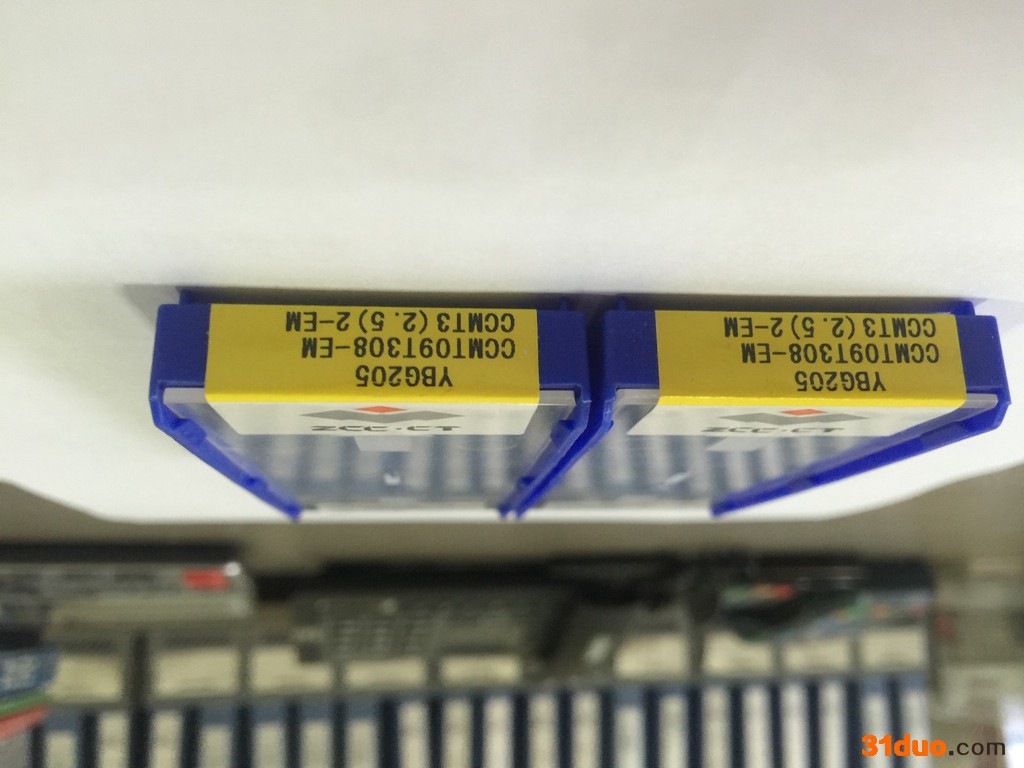 YBG205
CCMT09T308-EM
CCMT3(2.5)2-EM
ZCC·CT
YBG205
CCMT09T308-EM
CCMT3(2.5)2-EM
ZCC·CT
31duo.com